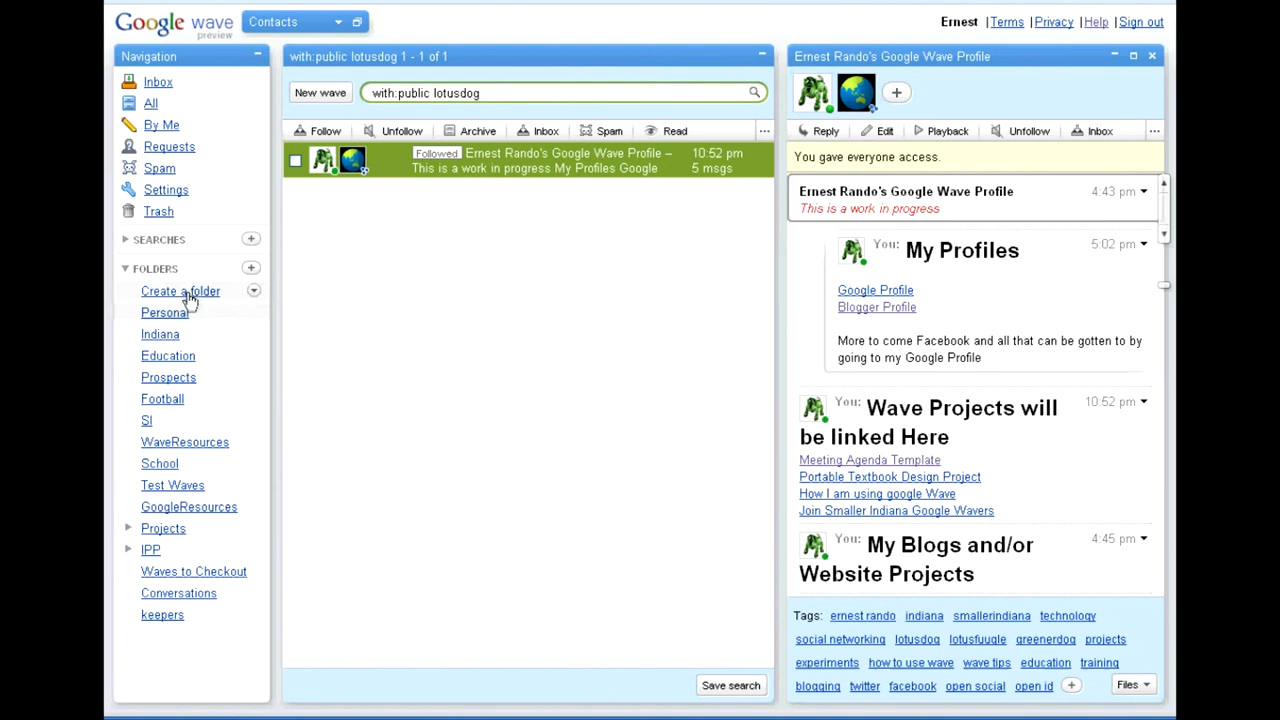 Google wave
preview
Contacts
Ernest | Terms | Privacy | Help | Sign out
Navigation
Inbox
All
By Me
Requests
Spam
Settings
Trash
SEARCHES
FOLDERS
Create a folder
Personal
Indiana
Education
Prospects
Football
SI
WaveResources
School
Test Waves
GoogleResources
Projects
IPP
Waves to Checkout
Conversations
keepers
with:public lotusdog 1 - 1 of 1
New wave
with:public lotusdog
Follow Unfollow Archive Inbox Spam Read ...
Followed Ernest Rando's Google Wave Profile – 10:52 pm
This is a work in progress My Profiles Google 5 msgs
Save search
Ernest Rando's Google Wave Profile
Reply Edit Playback Unfollow Inbox ...
You gave everyone access.
Ernest Rando's Google Wave Profile 4:43 pm
This is a work in progress
You: My Profiles 5:02 pm
Google Profile
Blogger Profile
More to come Facebook and all that can be gotten to by
going to my Google Profile
You: Wave Projects will 10:52 pm
be linked Here
Meeting Agenda Template
Portable Textbook Design Project
How I am using google Wave
Join Smaller Indiana Google Wavers
You: My Blogs and/or 4:45 pm
Website Projects
Tags: ernest rando indiana smallerindiana technology
social networking lotusdog lotusfuugle greenerdog projects
experiments how to use wave wave tips education training
blogging twitter facebook open social open id
Files